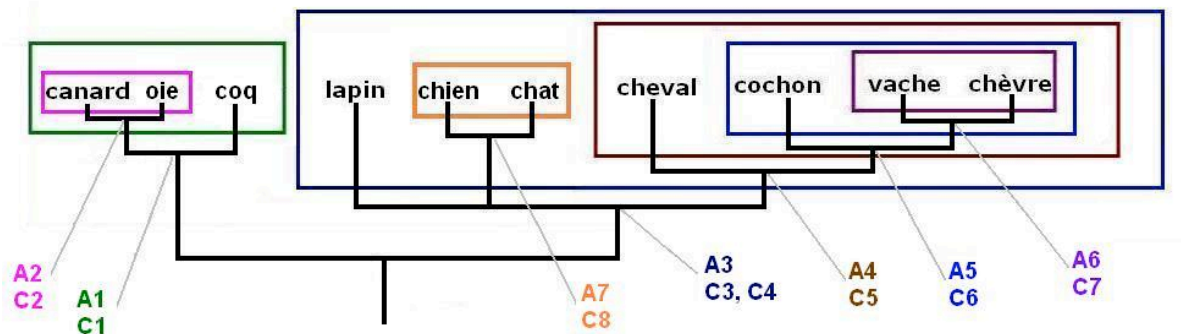 canard oie coq lapin chien chat cheval cochon vache chèvre
A2
C2
A1
C1
A7
C8
A3
C3, C4
A4
C5
A5
C6
A6
C7